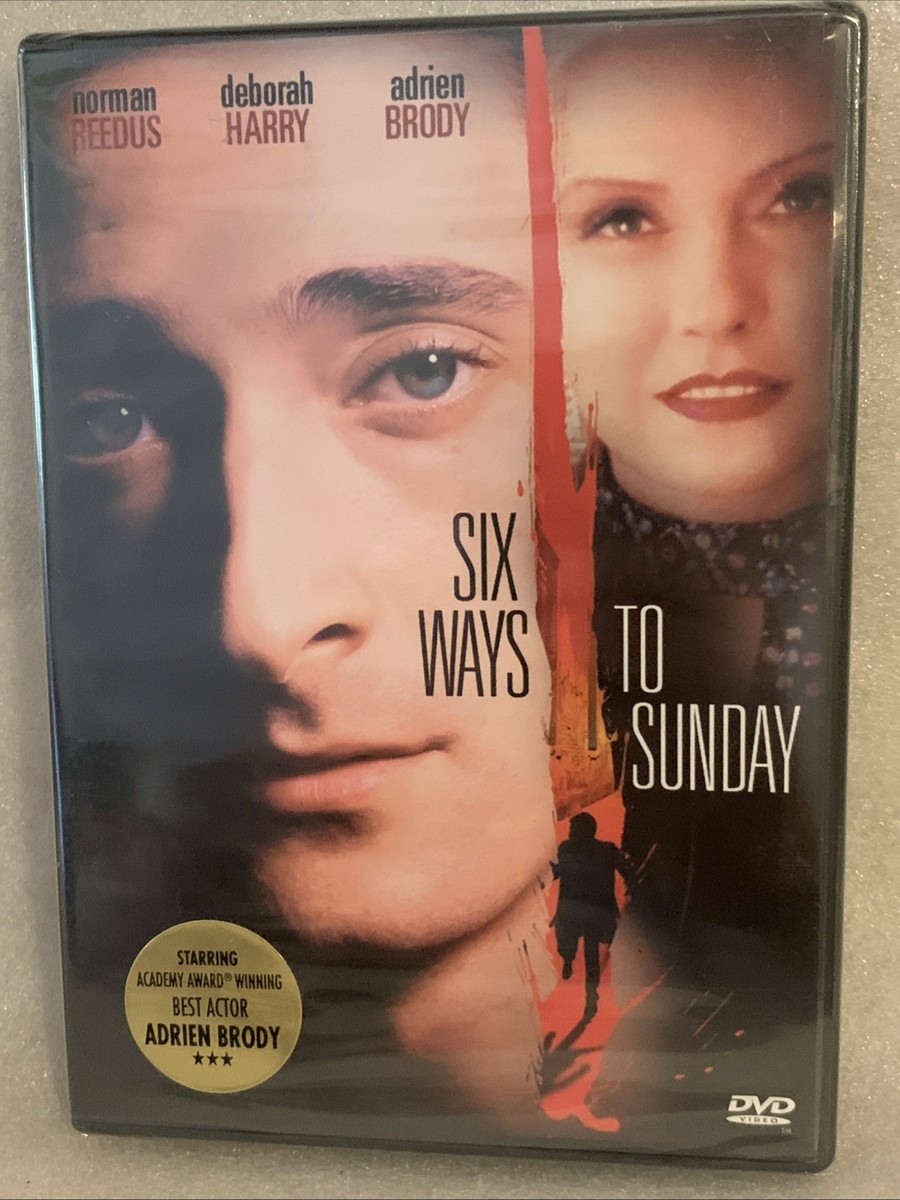 norman deborah adrien
REEDUS HARRY BRODY
SIX
WAYS
TO
SUNDAY
STARRING
ACADEMY AWARD® WINNING
BEST ACTOR
ADRIEN BRODY
★★★
DVD
VIDEO
TM